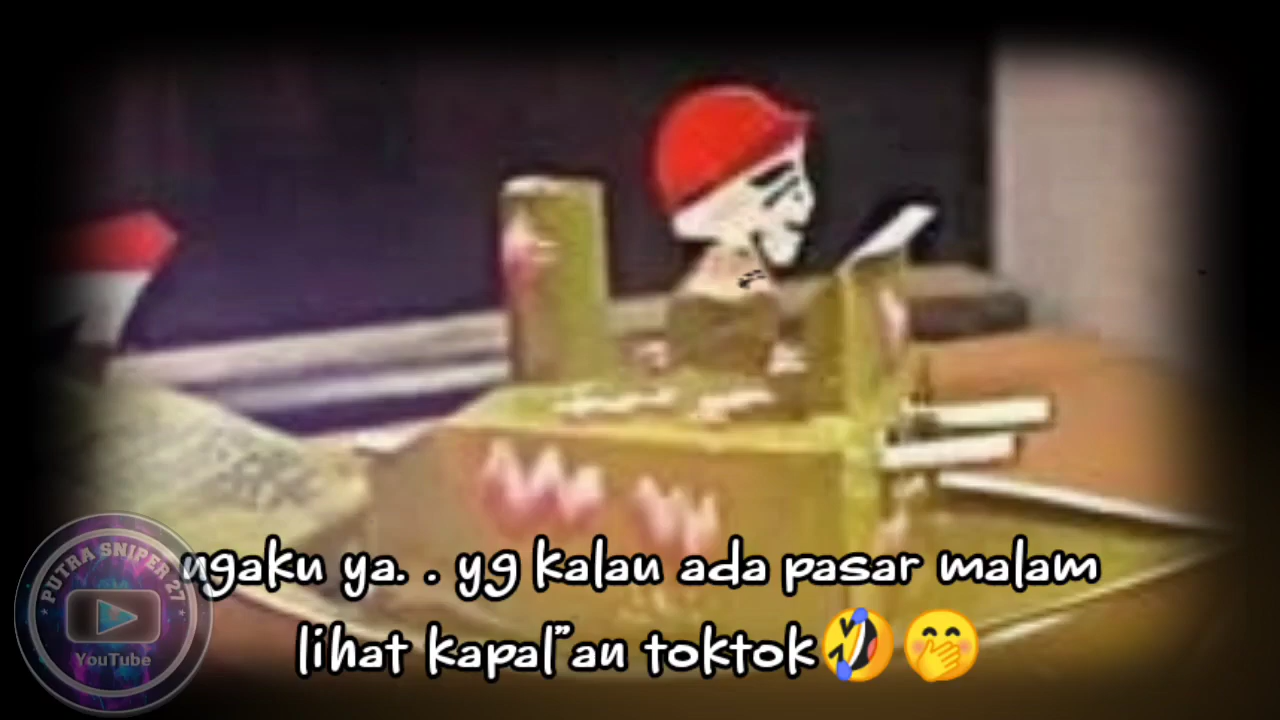 ngaku ya. . yg kalau ada pasar malam
lihat kapal"an toktok🤣🤭
PUTRA SNIPER 27
YouTube